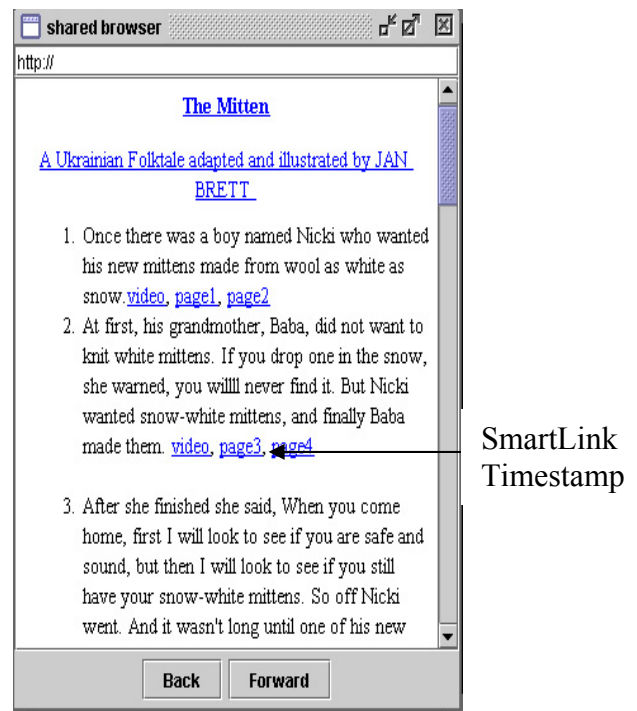 shared browser
http://
The Mitten
A Ukrainian Folktale adapted and illustrated by JAN
BRETT
1. Once there was a boy named Nicki who wanted
his new mittens made from wool as white as
snow.video, page1, page2
2. At first, his grandmother, Baba, did not want to
knit white mittens. If you drop one in the snow,
she warned, you willll never find it. But Nicki
wanted snow-white mittens, and finally Baba
made them. video, page3, page4
3. After she finished she said, When you come
home, first I will look to see if you are safe and
sound, but then I will look to see if you still
have your snow-white mittens. So off Nicki
went. And it wasn't long until one of his new
Back Forward
SmartLink
Timestamp